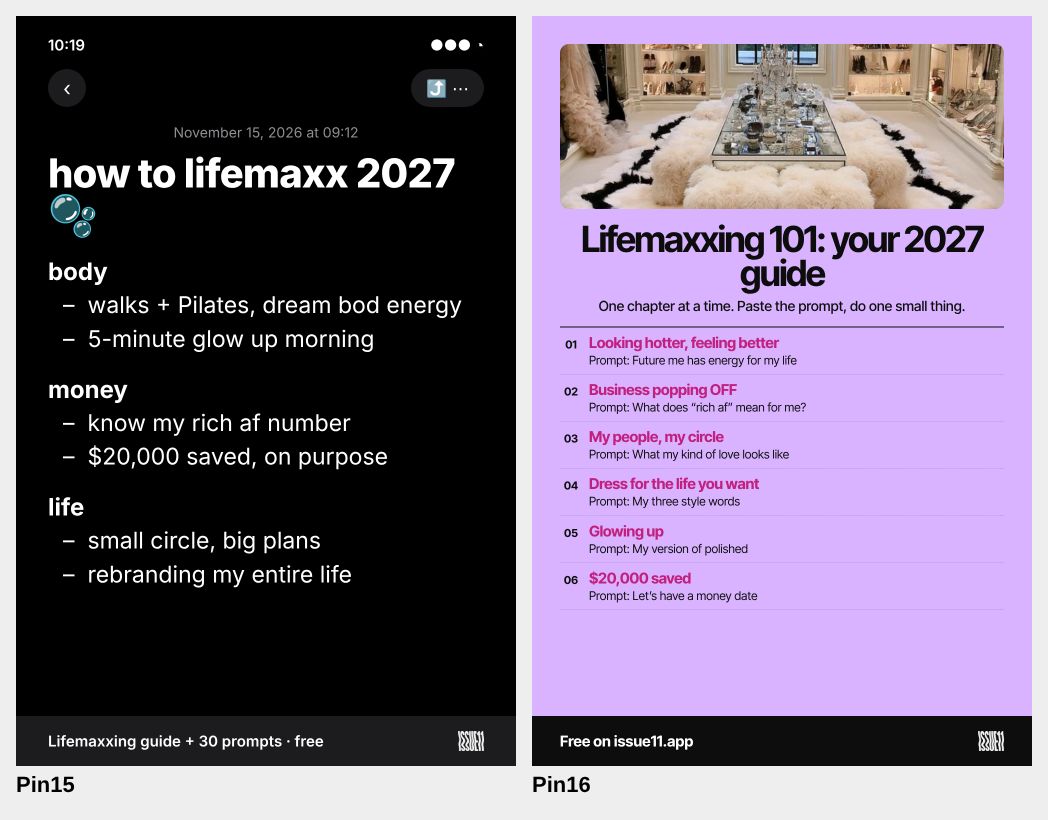 10:19
November 15, 2026 at 09:12
how to lifemaxx 2027
body
– walks + Pilates, dream bod energy
– 5-minute glow up morning
money
– know my rich af number
– $20,000 saved, on purpose
life
– small circle, big plans
– rebranding my entire life
Lifemaxxing guide + 30 prompts · free
ISSUE11
Pin15
Lifemaxxing 101: your 2027
guide
One chapter at a time. Paste the prompt, do one small thing.
01 Looking hotter, feeling better
Prompt: Future me has energy for my life
02 Business popping OFF
Prompt: What does “rich af” mean for me?
03 My people, my circle
Prompt: What my kind of love looks like
04 Dress for the life you want
Prompt: My three style words
05 Glowing up
Prompt: My version of polished
06 $20,000 saved
Prompt: Let’s have a money date
Free on issue11.app
ISSUE11
Pin16